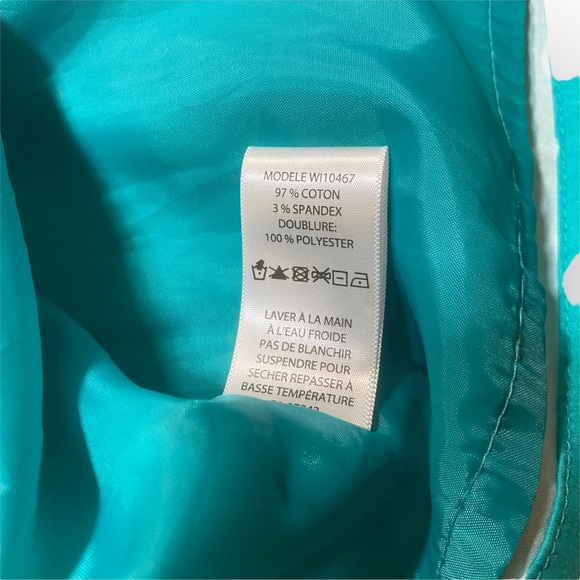 MODELE WI10467
97 % COTON
3 % SPANDEX
DOUBLURE:
100 % POLYESTER
LAVER À LA MAIN
À L'EAU FROIDE
PAS DE BLANCHIR
SUSPENDRE POUR
SECHER REPASSER À
BASSE TEMPÉRATURE